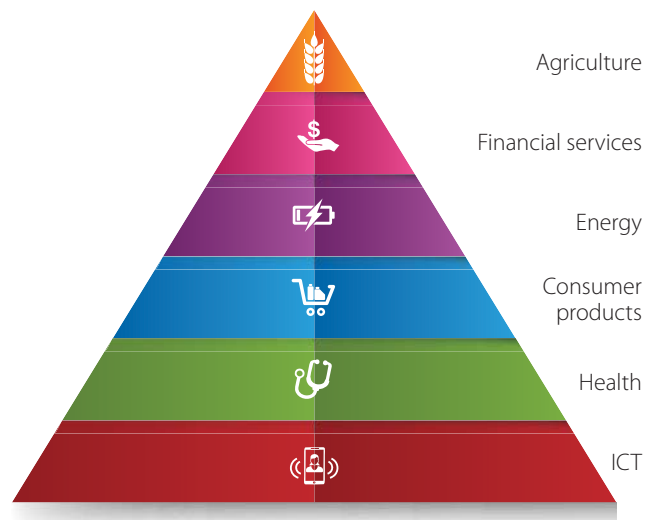 Agriculture
$
Financial services
Energy
Consumer
products
Health
ICT